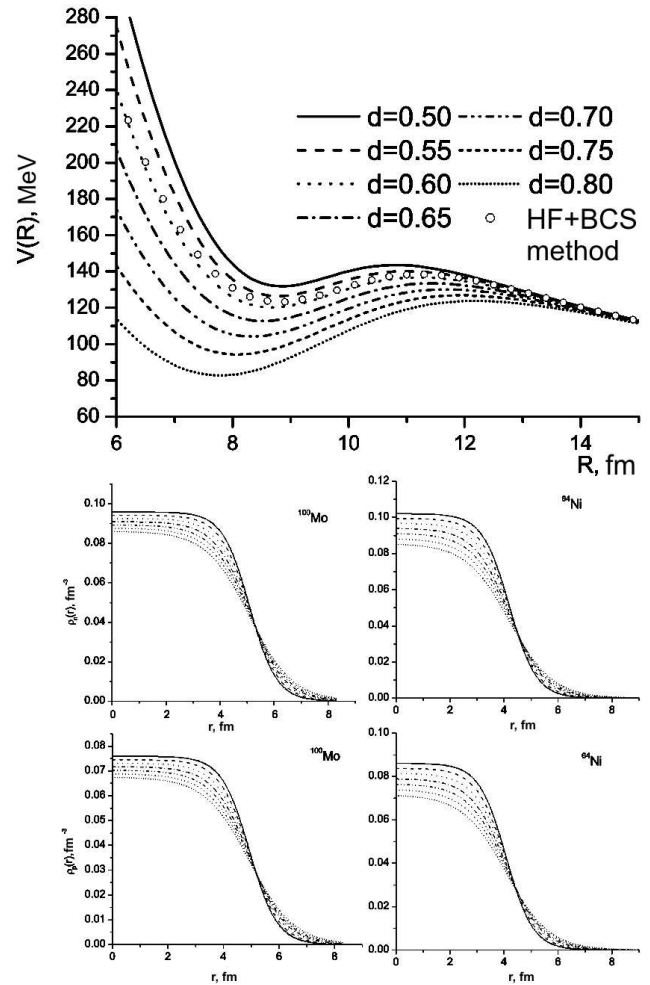 280
260
240
220
200
180
160
140
120
100
80
60
V(R), MeV
d=0.50
d=0.55
d=0.60
d=0.65
d=0.70
d=0.75
d=0.80
HF+BCS
method
6 8 10 12 14
R, fm
0.10
0.08
0.06
0.04
0.02
0.00
ρn(r), fm⁻³
¹⁰⁰Mo
0 2 4 6 8
r, fm
0.12
0.10
0.08
0.06
0.04
0.02
0.00
⁶⁴Ni
0 2 4 6 8
r, fm
0.08
0.07
0.06
0.05
0.04
0.03
0.02
0.01
0.00
ρp(r),fm⁻³
¹⁰⁰Mo
0 2 4 6 8
r, fm
0.10
0.08
0.06
0.04
0.02
0.00
⁶⁴Ni
0 2 4 6 8
r, fm